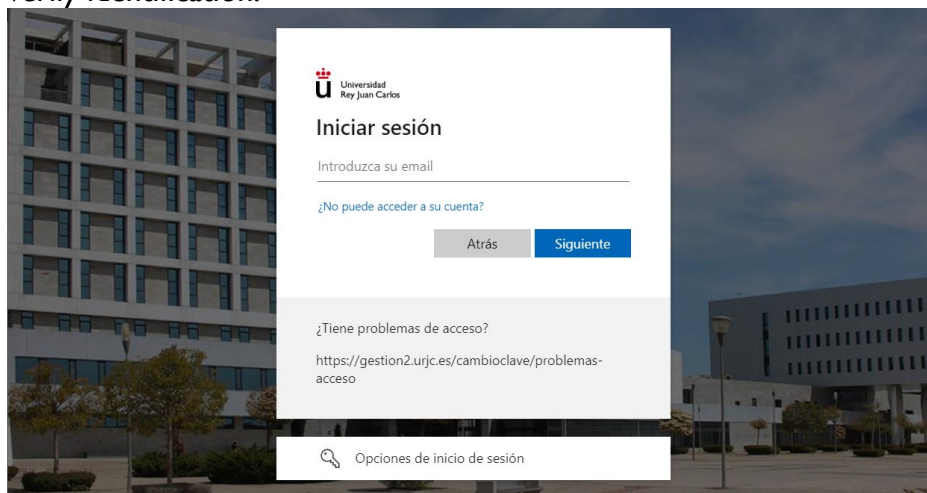 Universidad
Rey Juan Carlos
Iniciar sesión
Introduzca su email
¿No puede acceder a su cuenta?
Atrás Siguiente
¿Tiene problemas de acceso?
https://gestion2.urjc.es/cambioclave/problemas-
acceso
Opciones de inicio de sesión